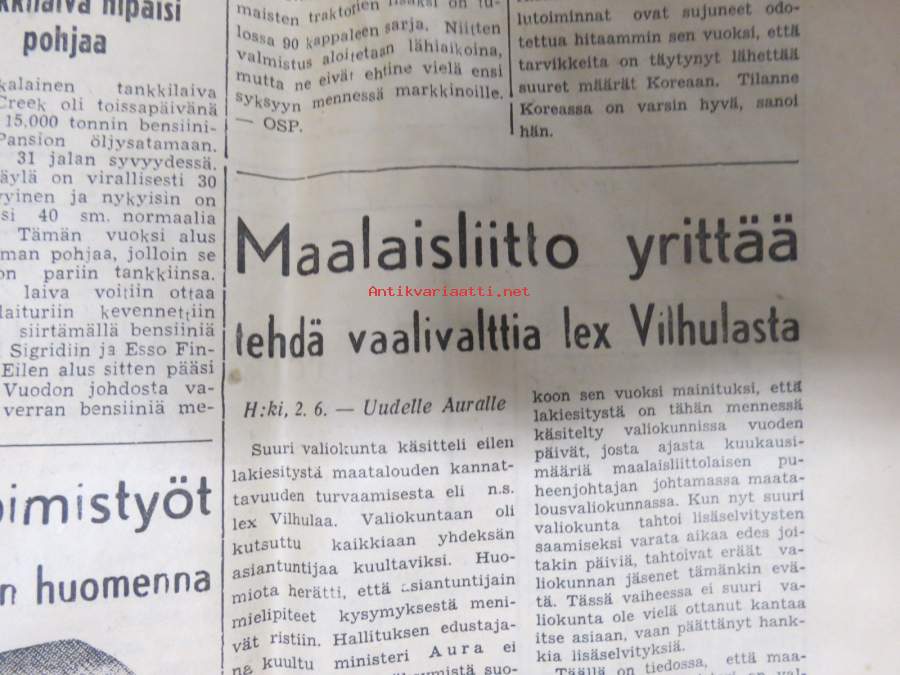 hipaisi
pohjaa
tankkilaiva
Creek oli toissapäivänä
15,000 tonnin bensiini-
Pansion öljysatamaan.
31 jalan syvyydessä.
on virallisesti 30
ja nykyisin on
si 40 sm. normaalia
Tämän vuoksi alus
man pohjaa, jolloin se
on pariin tankkiinsa.
laiva voitiin ottaa
laituriin kevennettiin
siirtämällä bensiiniä
Sigridiin ja Esso Fin-
Eilen alus sitten pääsi
Vuodon johdosta va-
verran bensiiniä me-
oimistyöt
n huomenna
maisten traktorien
lossa 90 kappaleen sarja. Niitten
valmistus aloitetaan lähiaikoina,
mutta ne eivät ehtine vielä ensi
syksyyn mennessä markkinoille.
— OSP.
lutoiminnat ovat sujuneet odo-
tettua hitaammin sen vuoksi, että
tarvikkeita on täytynyt lähettää
suuret määrät Koreaan. Tilanne
Koreassa on varsin hyvä, sanoi
hän.
Maalaisliitto yrittää
Antikvariaatti.net
tehdä vaalivalttia lex Vilhulasta
H:ki, 2. 6. — Uudelle Auralle
Suuri valiokunta käsitteli eilen
lakiesitystä maatalouden kannat-
tavuuden turvaamisesta eli n.s.
lex Vilhulaa. Valiokuntaan oli
kutsuttu kaikkiaan yhdeksän
asiantuntijaa kuultaviksi. Huo-
miota herätti, että asiantuntijain
mielipiteet kysymyksestä meni-
vät ristiin. Hallituksen edustaja-
na kuultu ministeri Aura ei
suo-
koon sen vuoksi mainituksi, että
lakiesitystä on tähän mennessä
käsitelty valiokunnissa vuoden
päivät, josta ajasta kuukausi-
määriä maalaisliittolaisen pu-
heenjohtajan johtamassa maata-
lousvaliokunnassa. Kun nyt suuri
valiokunta tahtoi lisäselvitysten
saamiseksi varata aikaa edes joi-
takin päiviä, tahtoivat eräät va-
liokunnan jäsenet tämänkin evä-
tä. Tässä vaiheessa ei suuri va-
liokunta ole vielä ottanut kantaa
itse asiaan, vaan päättänyt hank-
kia lisäselvityksiä.
Täällä on tiedossa, että maa-